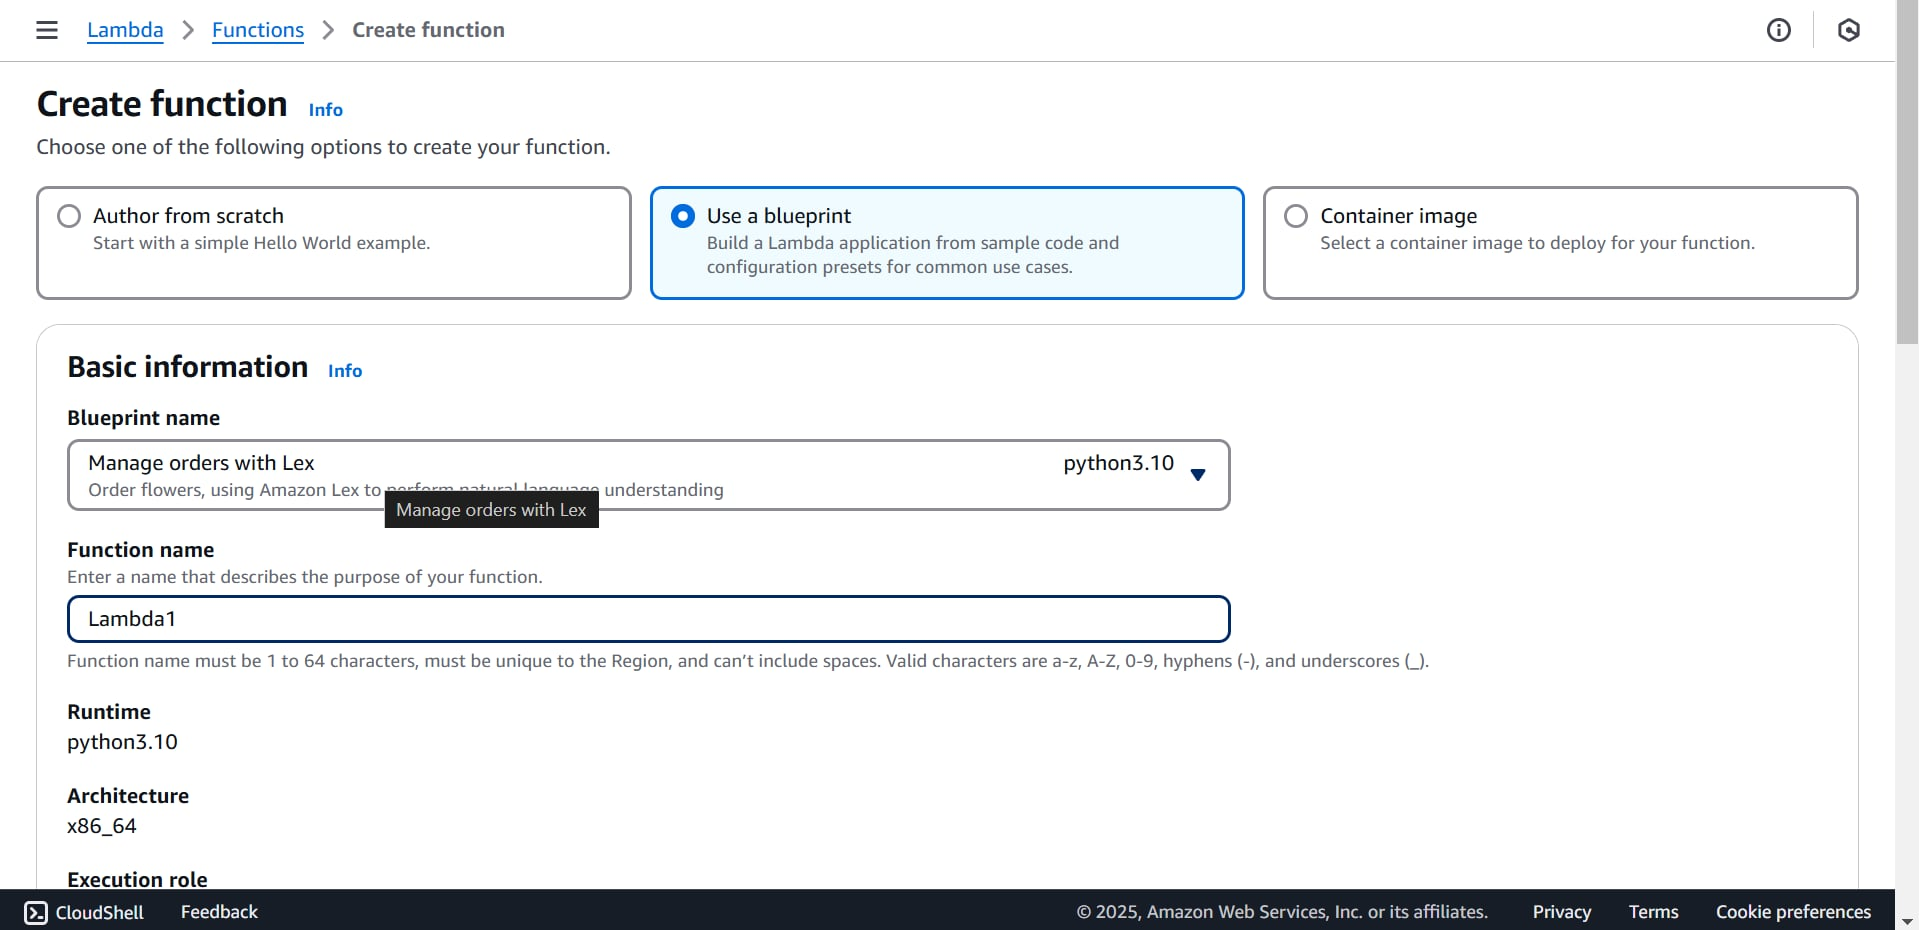 Lambda > Functions > Create function
Create function Info
Choose one of the following options to create your function.
Author from scratch
Start with a simple Hello World example.
Use a blueprint
Build a Lambda application from sample code and
configuration presets for common use cases.
Container image
Select a container image to deploy for your function.
Basic information Info
Blueprint name
Manage orders with Lex python3.10
Order flowers, using Amazon Lex to perform natural language understanding
Manage orders with Lex
Function name
Enter a name that describes the purpose of your function.
Lambda1
Function name must be 1 to 64 characters, must be unique to the Region, and can’t include spaces. Valid characters are a-z, A-Z, 0-9, hyphens (-), and underscores (_).
Runtime
python3.10
Architecture
x86_64
Execution role
CloudShell Feedback © 2025, Amazon Web Services, Inc. or its affiliates. Privacy Terms Cookie preferences